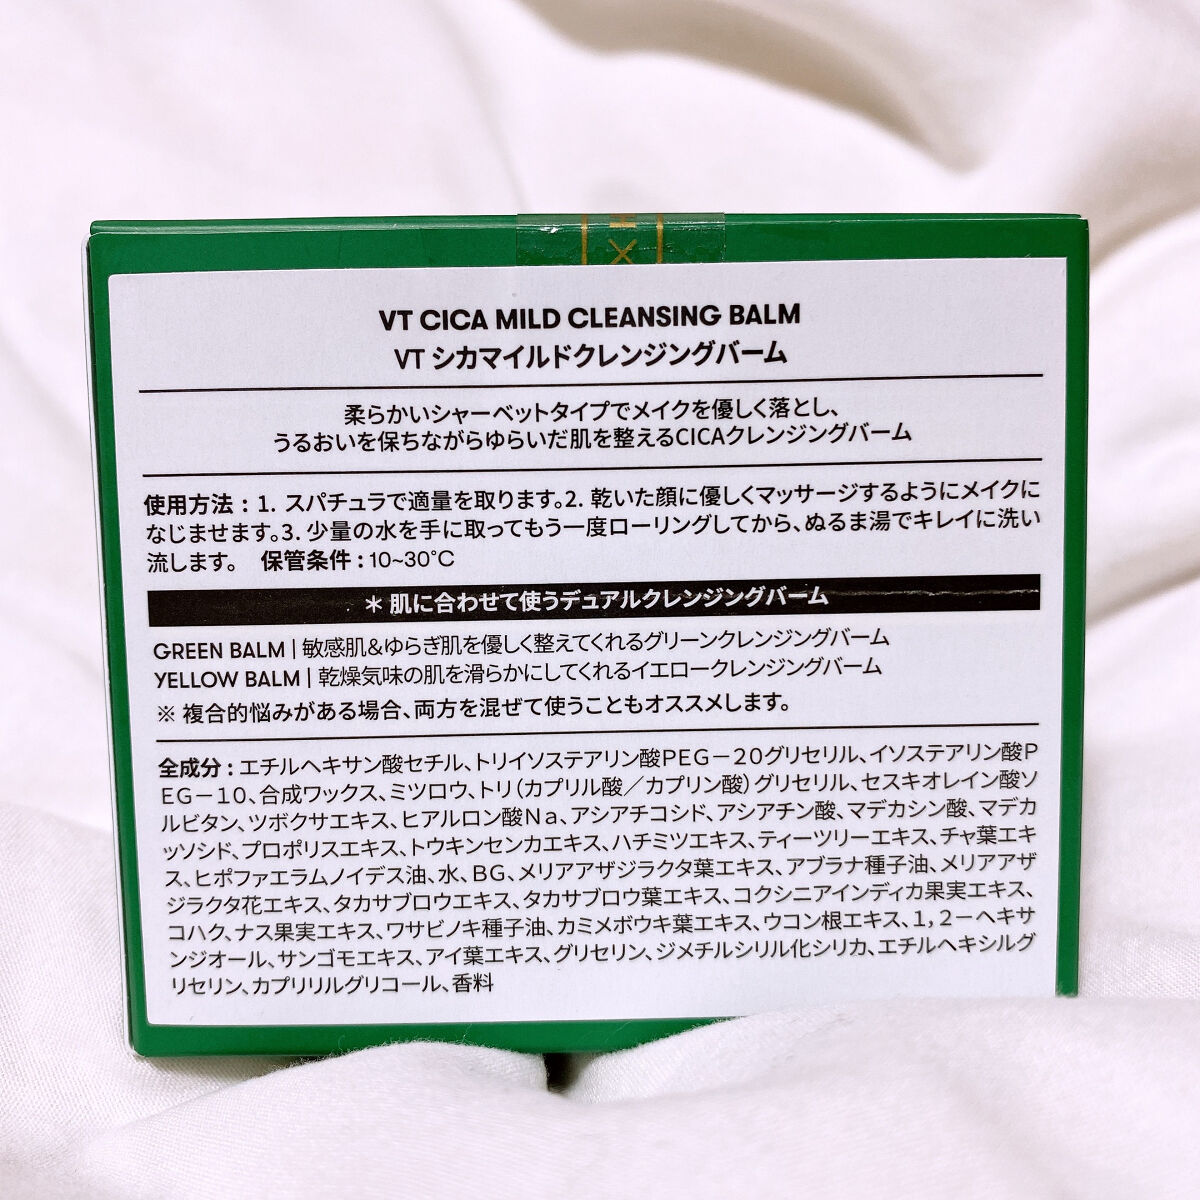 VT CICA MILD CLEANSING BALM
VT シカマイルドクレンジングバーム
柔らかいシャーベットタイプでメイクを優しく落とし、
うるおいを保ちながらゆらいだ肌を整えるCICAクレンジングバーム
使用方法 : 1. スパチュラで適量を取ります。2. 乾いた顔に優しくマッサージするようにメイクに
なじませます。3. 少量の水を手に取ってもう一度ローリングしてから、ぬるま湯でキレイに洗い
流します。 保管条件 : 10~30°C
＊ 肌に合わせて使うデュアルクレンジングバーム
GREEN BALM | 敏感肌&ゆらぎ肌を優しく整えてくれるグリーンクレンジングバーム
YELLOW BALM | 乾燥気味の肌を滑らかにしてくれるイエロークレンジングバーム
※ 複合的悩みがある場合、両方を混ぜて使うこともオススメします。
全成分 : エチルヘキサン酸セチル、トリイソステアリン酸PEG－20グリセリル、イソステアリン酸P
EG－10、合成ワックス、ミツロウ、トリ（カプリル酸／カプリン酸）グリセリル、セスキオレイン酸ソ
ルビタン、ツボクサエキス、ヒアルロン酸Na、アシアチコシド、アシアチン酸、マデカシン酸、マデカ
ッソシド、プロポリスエキス、トウキンセンカエキス、ハチミツエキス、ティーツリーエキス、チャ葉エキ
ス、ヒポファエラムノイデス油、水、BG、メリアアザジラクタ葉エキス、アブラナ種子油、メリアアザ
ジラクタ花エキス、タカサブロウエキス、タカサブロウ葉エキス、コクシニアインディカ果実エキス、
コハク、ナス果実エキス、ワサビノキ種子油、カミメボウキ葉エキス、ウコン根エキス、1，2－ヘキサ
ンジオール、サンゴモエキス、アイ葉エキス、グリセリン、ジメチルシリル化シリカ、エチルヘキシルグ
リセリン、カプリリルグリコール、香料